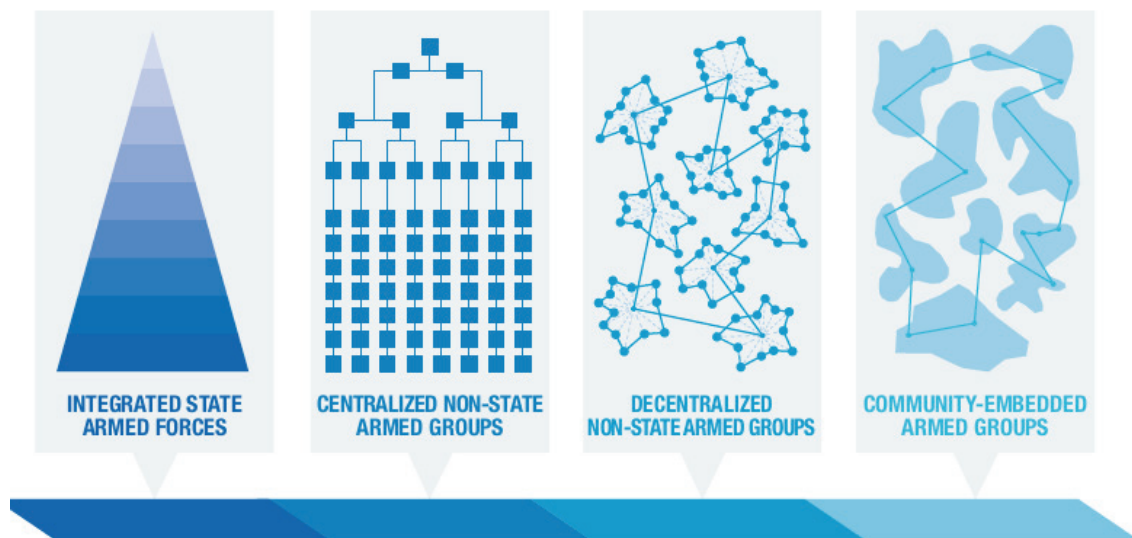 INTEGRATED STATE
ARMED FORCES
CENTRALIZED NON-STATE
ARMED GROUPS
DECENTRALIZED
NON-STATE ARMED GROUPS
COMMUNITY-EMBEDDED
ARMED GROUPS